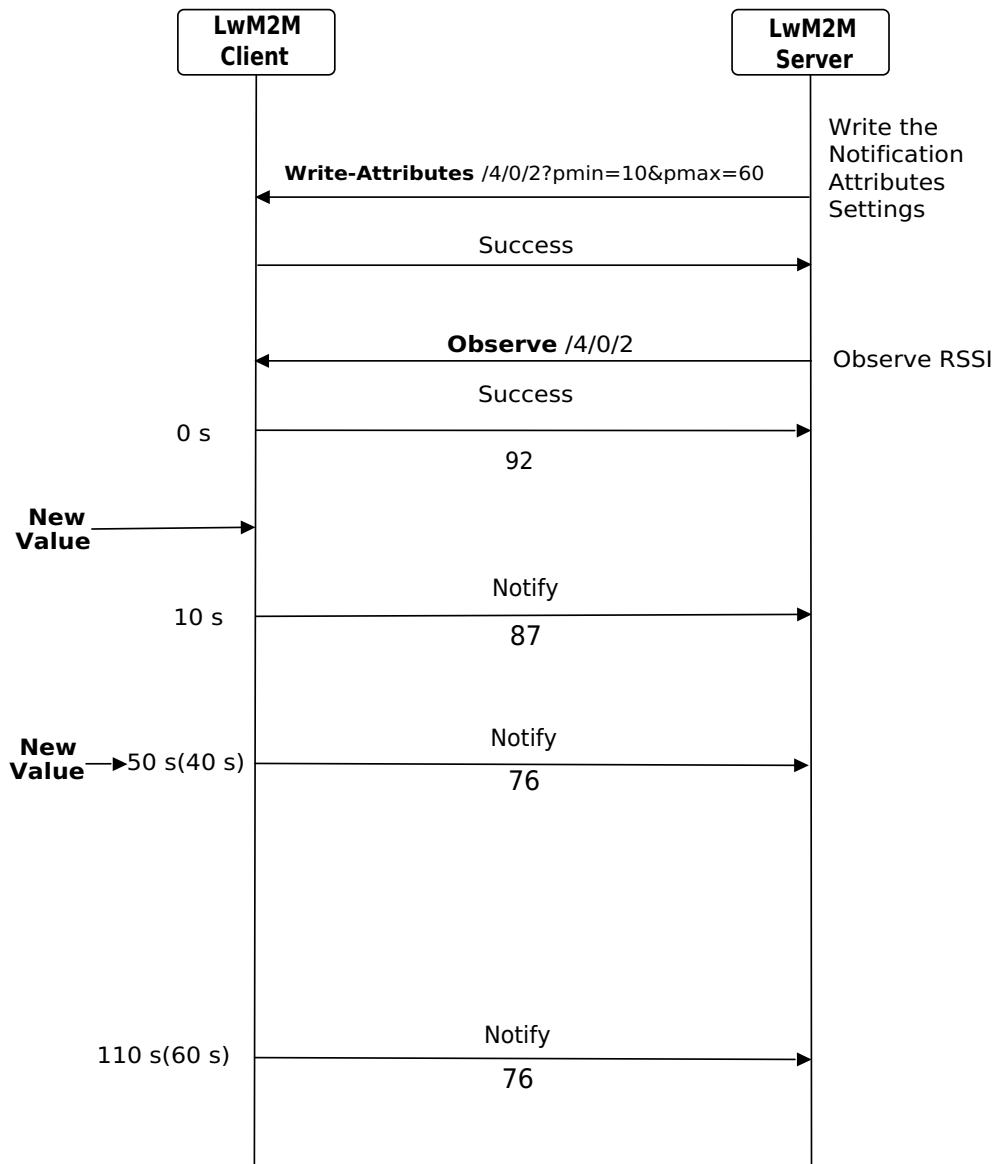 LwM2M
Client
LwM2M
Server
Write the
Notification
Attributes
Settings
Write-Attributes /4/0/2?pmin=10&pmax=60
Success
Observe /4/0/2
Observe RSSI
Success
0 s
92
New
Value
Notify
10 s
87
New
Value
50 s(40 s)
Notify
76
Notify
110 s(60 s)
76